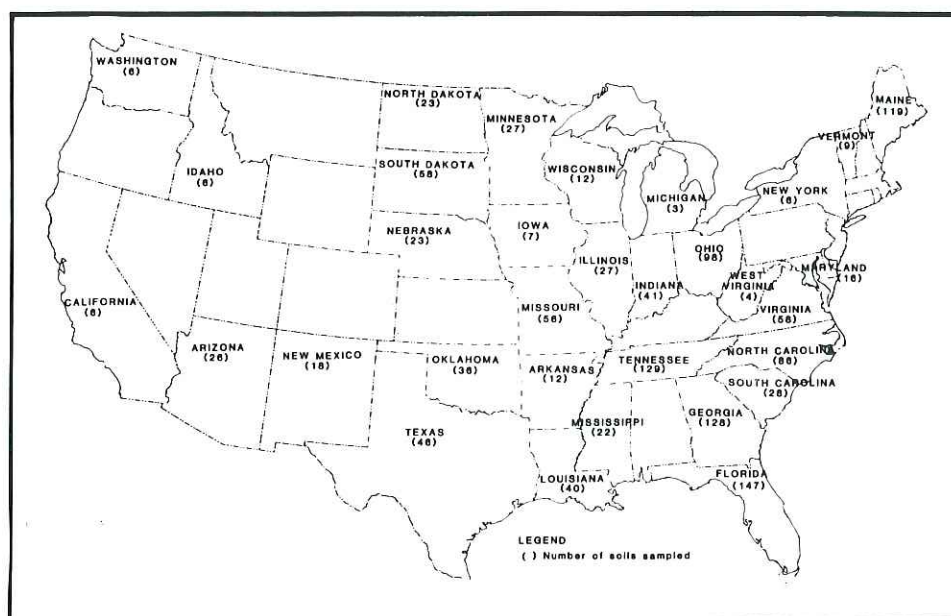 WASHINGTON
(6)
NORTH DAKOTA
(23)
MINNESOTA
(27)
MAINE
(119)
VERMONT
(9)
IDAHO
(6)
SOUTH DAKOTA
(58)
WISCONSIN
(12)
MICHIGAN
(3)
NEW YORK
(6)
NEBRASKA
(23)
IOWA
(7)
ILLINOIS
(27)
INDIANA
(41)
OHIO
(98)
WEST
VIRGINIA
(4)
MARYLAND
(16)
CALIFORNIA
(6)
MISSOURI
(56)
VIRGINIA
(58)
ARIZONA
(26)
NEW MEXICO
(18)
OKLAHOMA
(36)
ARKANSAS
(12)
TENNESSEE
(129)
NORTH CAROLINA
(86)
SOUTH CAROLINA
(28)
TEXAS
(46)
MISSISSIPPI
(22)
GEORGIA
(128)
LOUISIANA
(40)
FLORIDA
(147)
LEGEND
( ) Number of soils sampled